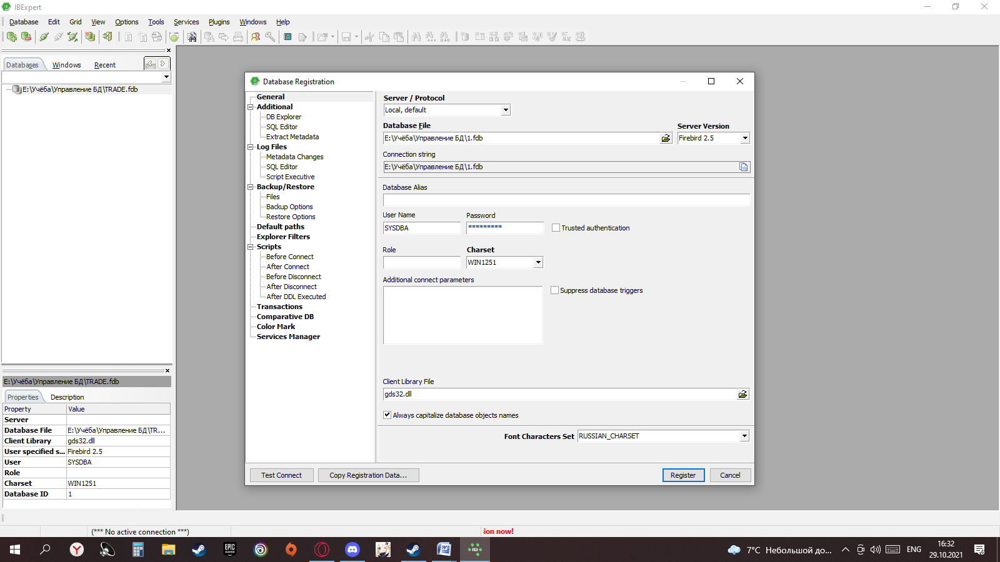 IBExpert
Database Edit Grid View Options Tools Services Plugins Windows Help
Databases Windows Recent
E:\Учёба\Управление БД\TRADE.fdb
E:\Учёба\Управление БД\TRADE.fdb
Properties Description
Property Value
Server
Database File E:\Учёба\Управление БД\TR...
Client Library gds32.dll
User specified s... Firebird 2.5
User SYSDBA
Role
Charset WIN1251
Database ID 1
Database Registration
General
Additional
DB Explorer
SQL Editor
Extract Metadata
Log Files
Metadata Changes
SQL Editor
Script Executive
Backup/Restore
Files
Backup Options
Restore Options
Default paths
Explorer Filters
Scripts
Before Connect
After Connect
Before Disconnect
After Disconnect
After DDL Executed
Transactions
Comparative DB
Color Mark
Services Manager
Server / Protocol
Local, default
Database File Server Version
E:\Учёба\Управление БД\1.fdb Firebird 2.5
Connection string
E:\Учёба\Управление БД\1.fdb
Database Alias
User Name Password
SYSDBA ********* Trusted authentication
Role Charset
WIN1251
Additional connect parameters
Suppress database triggers
Client Library File
gds32.dll
Always capitalize database objects names
Font Characters Set RUSSIAN_CHARSET
Test Connect Copy Registration Data... Register Cancel
(*** No active connection ***) ion now!
EPIC GAMES
7°C Небольшой до... ENG 16:32
29.10.2021